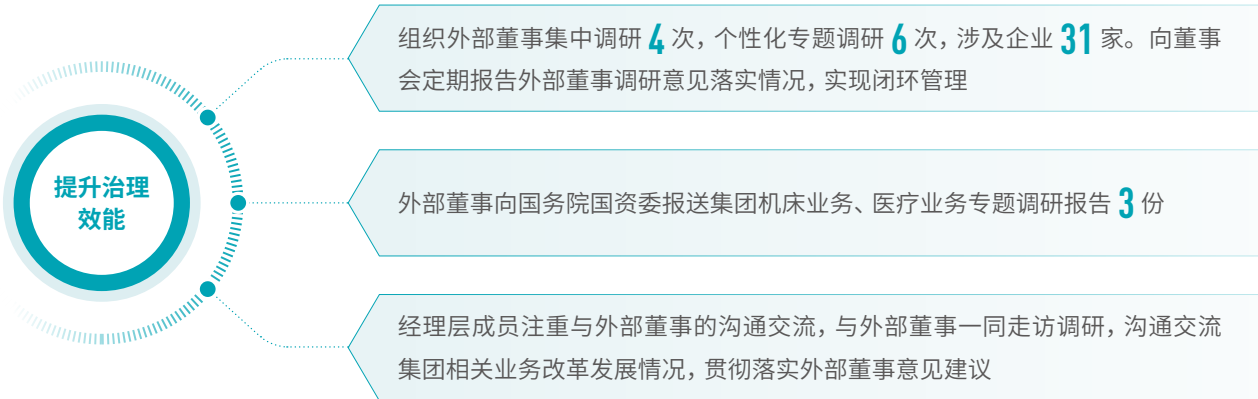 提升治理
效能
组织外部董事集中调研 4 次，个性化专题调研 6 次，涉及企业 31 家。向董事
会定期报告外部董事调研意见落实情况，实现闭环管理
外部董事向国务院国资委报送集团机床业务、医疗业务专题调研报告 3 份
经理层成员注重与外部董事的沟通交流，与外部董事一同走访调研，沟通交流
集团相关业务改革发展情况，贯彻落实外部董事意见建议